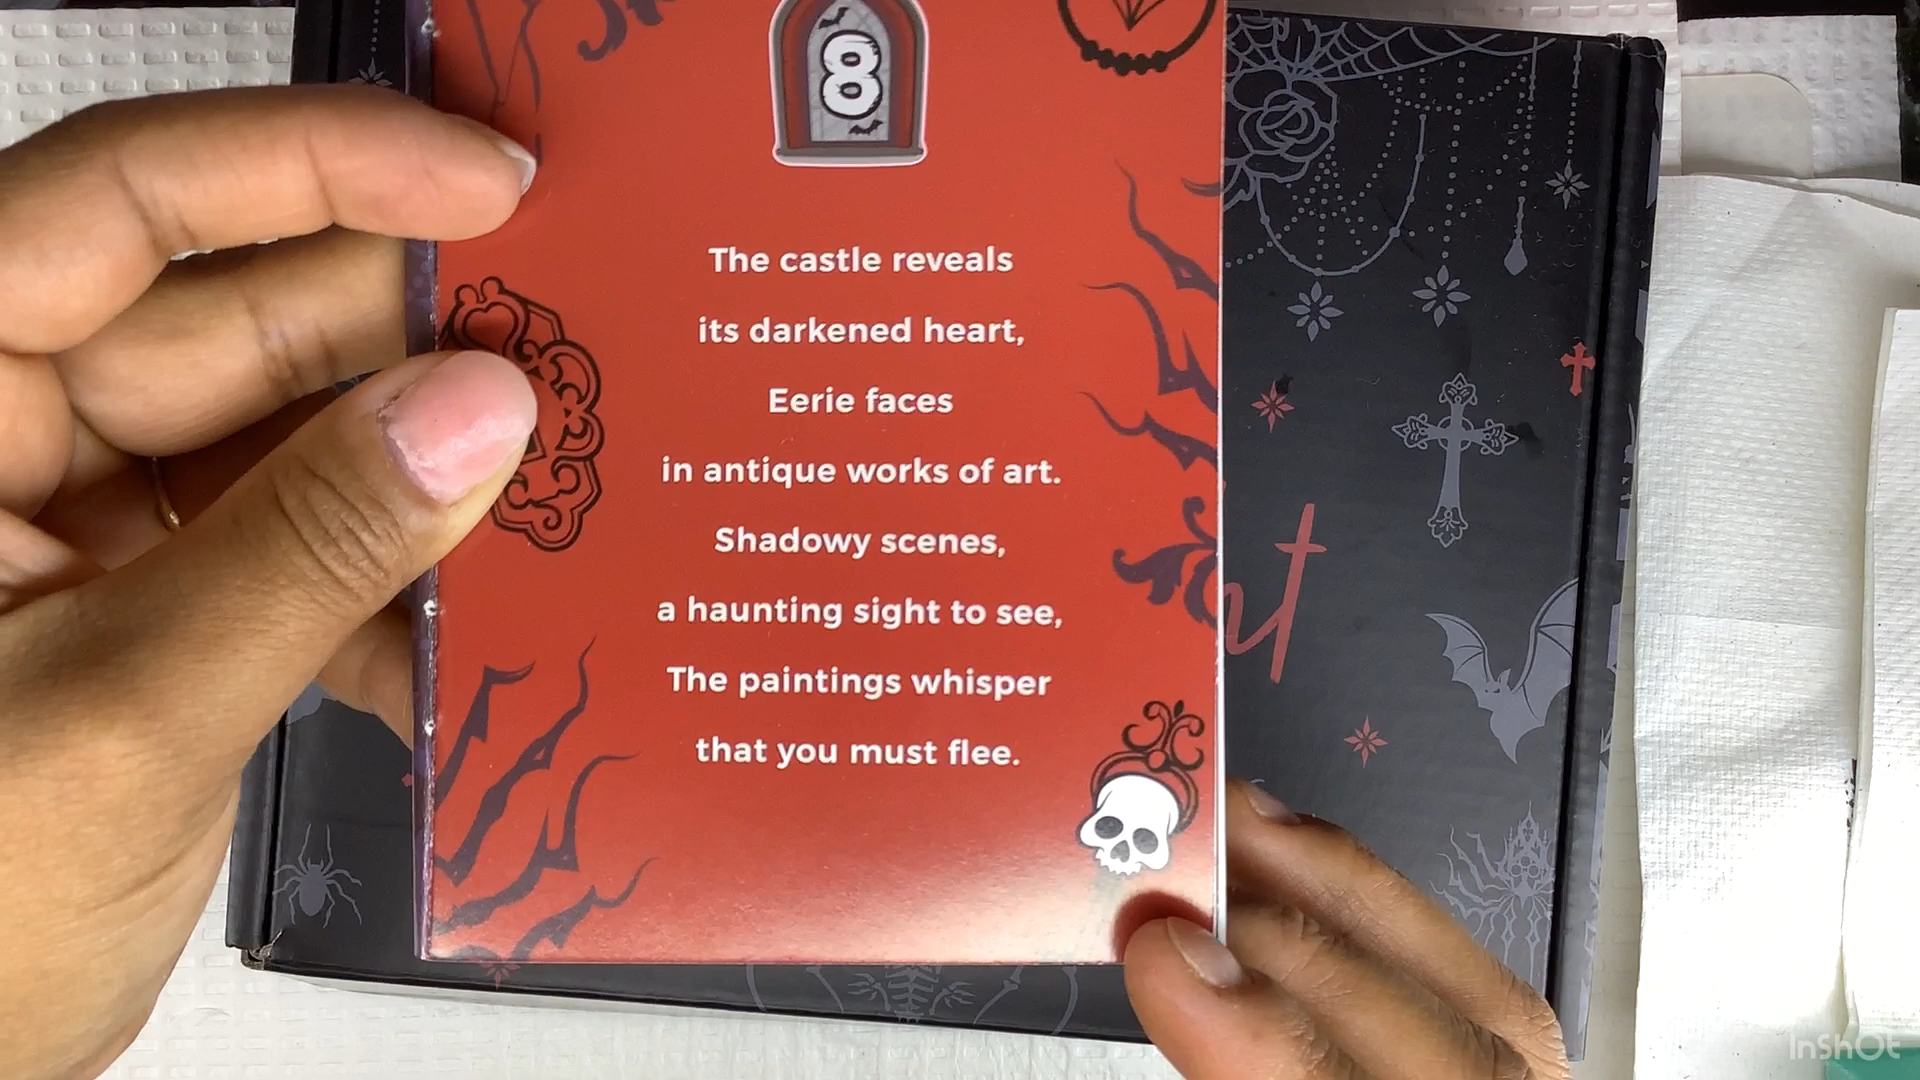 8
The castle reveals
its darkened heart,
Eerie faces
in antique works of art.
Shadowy scenes,
a haunting sight to see,
The paintings whisper
that you must flee.
InShOt